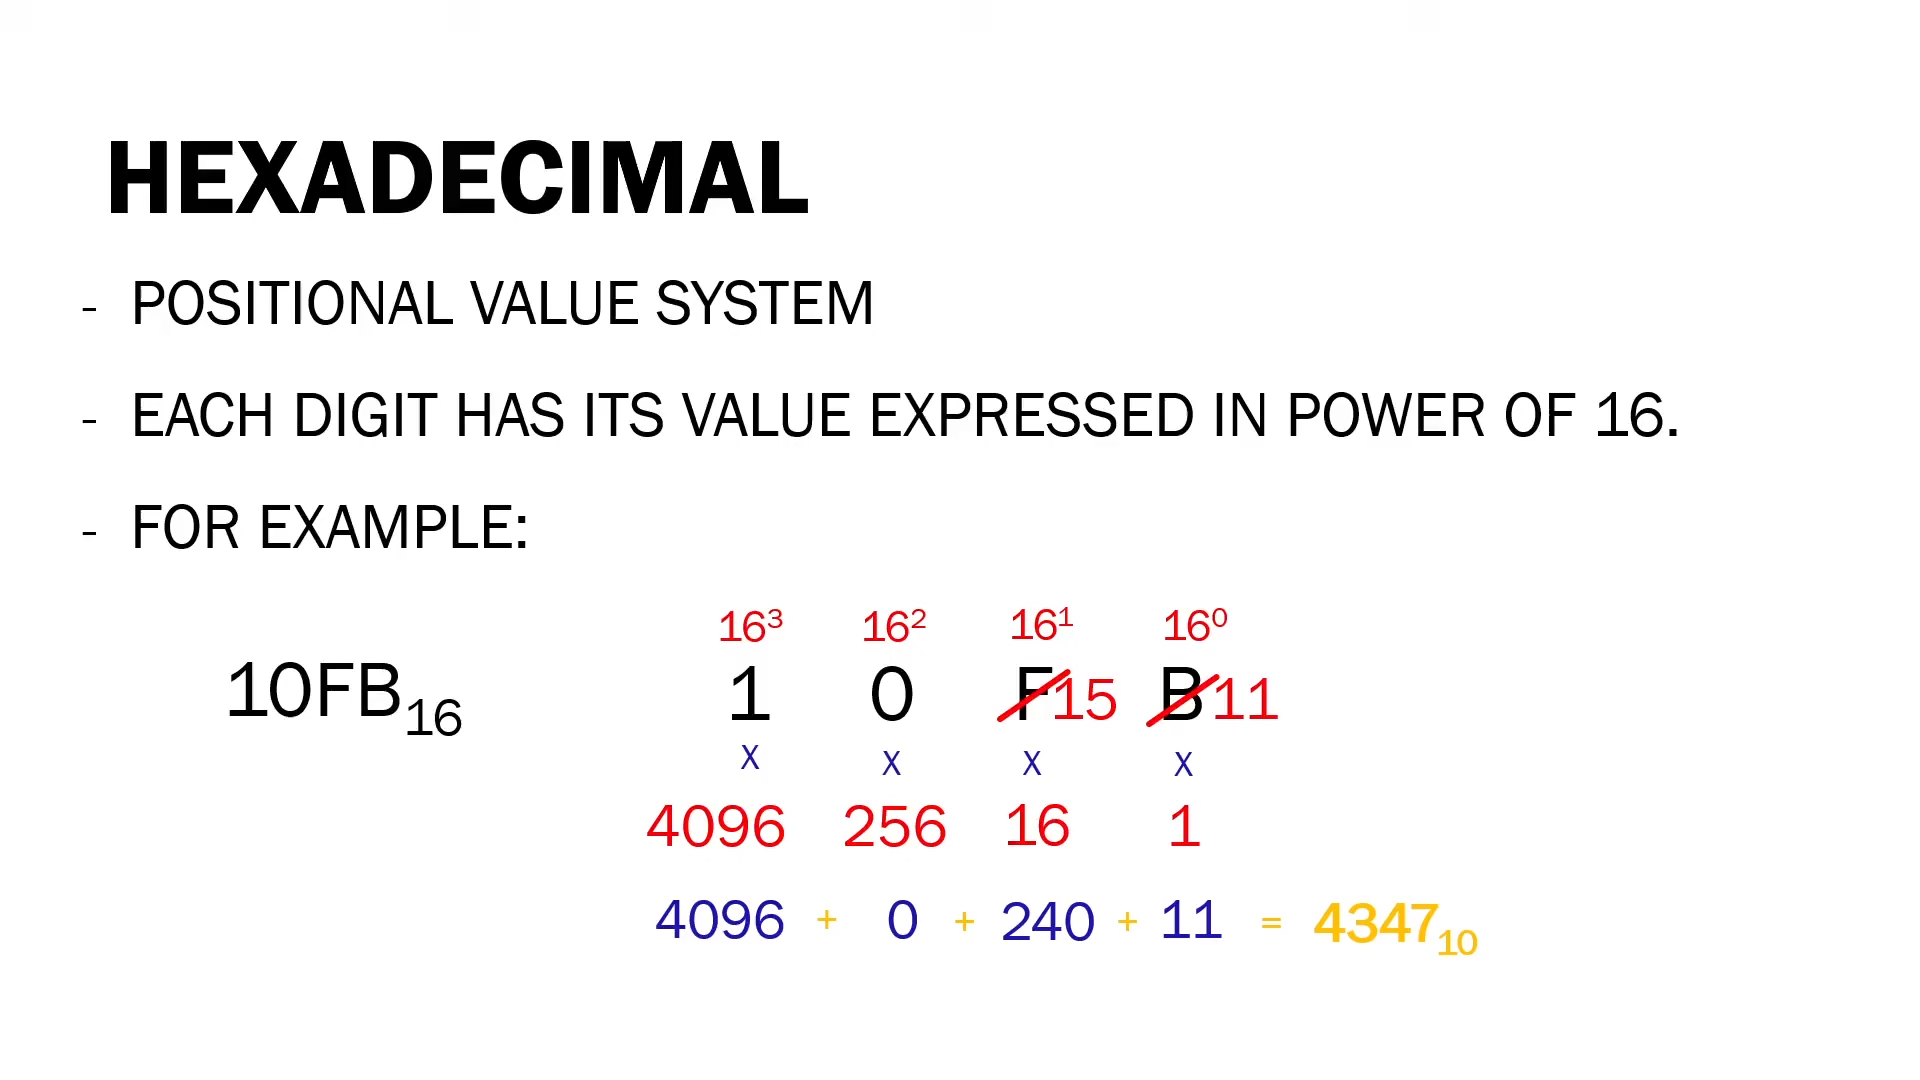 HEXADECIMAL
- POSITIONAL VALUE SYSTEM
- EACH DIGIT HAS ITS VALUE EXPRESSED IN POWER OF 16.
- FOR EXAMPLE:
16³ 16² 16¹ 16⁰
10FB₁₆ 1 0 F 15 B 11
X X X X
4096 256 16 1
4096 + 0 + 240 + 11 = 4347₁₀